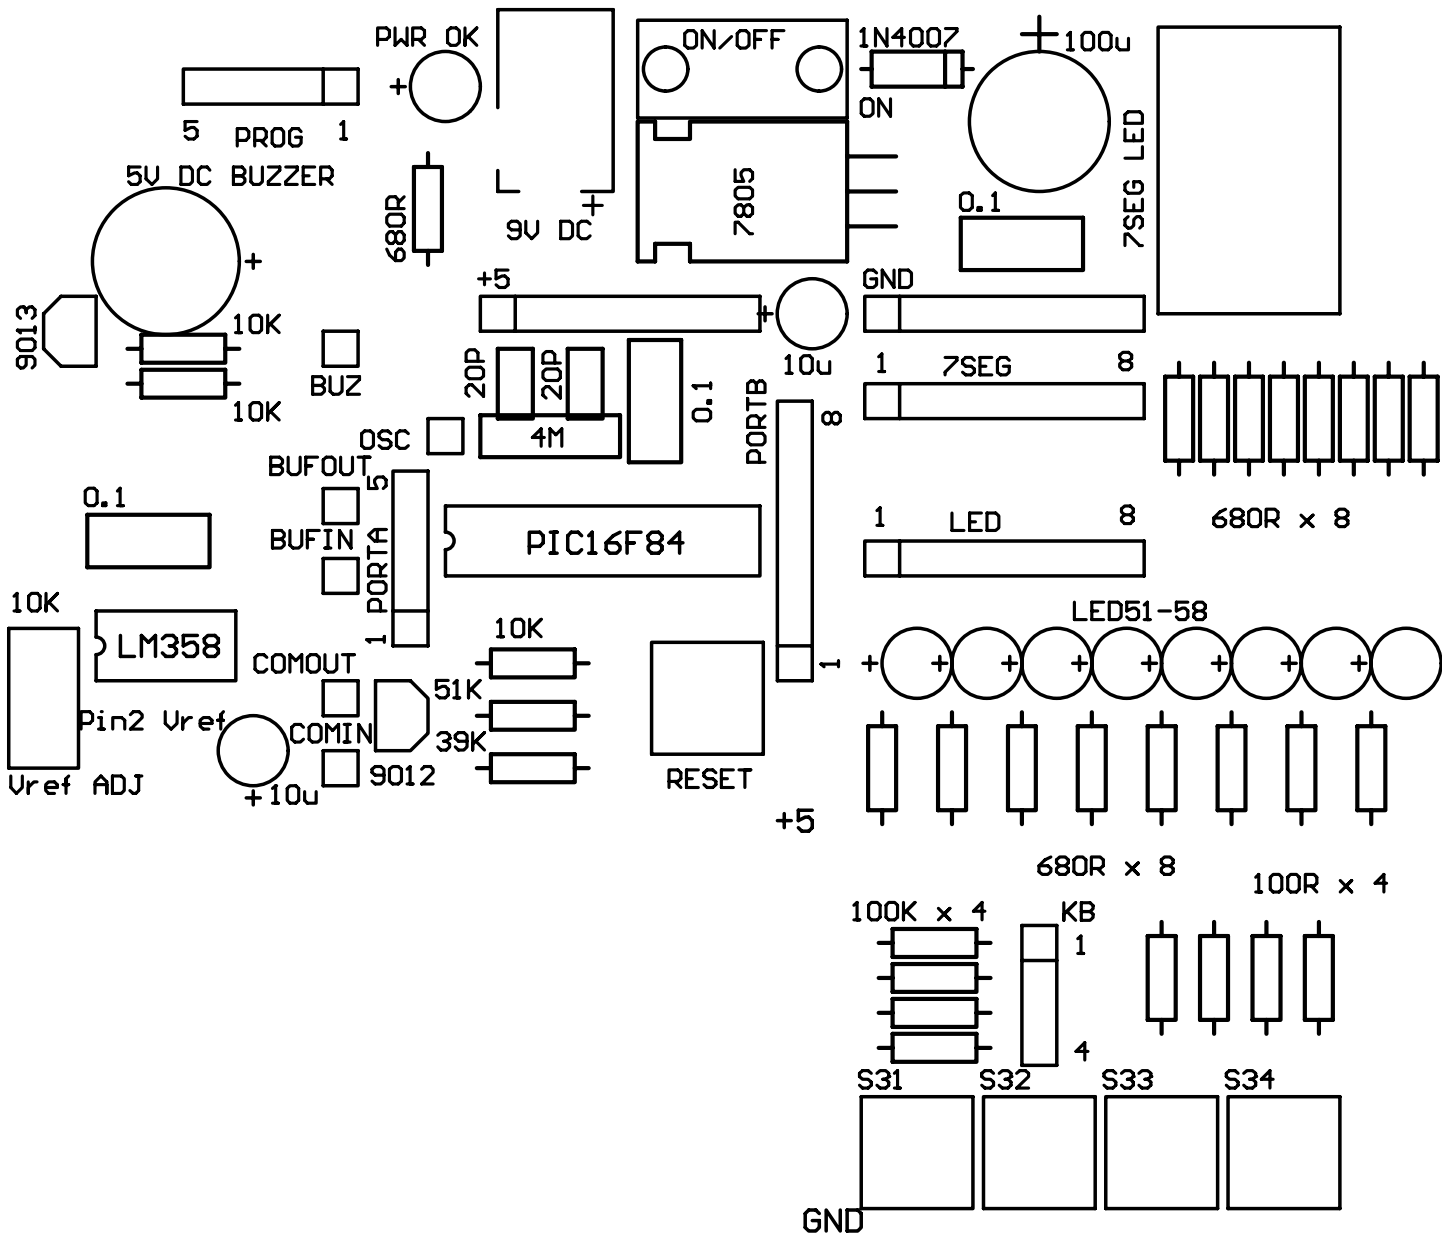 PWR OK
ON/OFF
1N4007
+
100u
+
5
PROG
1
ON
5V DC BUZZER
680R
+
9V DC
7805
0.1
7SEG LED
+
+5
GND
9013
10K
+
10u
BUZ
10K
20P
20P
0.1
1
7SEG
8
PORTB
8
OSC
4M
BUFOUT
5
0.1
BUFIN
PORTA
PIC16F84
1
LED
8
680R x 8
10K
LM358
1
10K
LED51-58
COMOUT
1
+
+
+
+
+
+
+
+
51K
Pin2 Vref
COMIN
39K
Vref ADJ
+10u
9012
RESET
+5
680R x 8
100R x 4
100K x 4
KB
1
4
S31
S32
S33
S34
GND